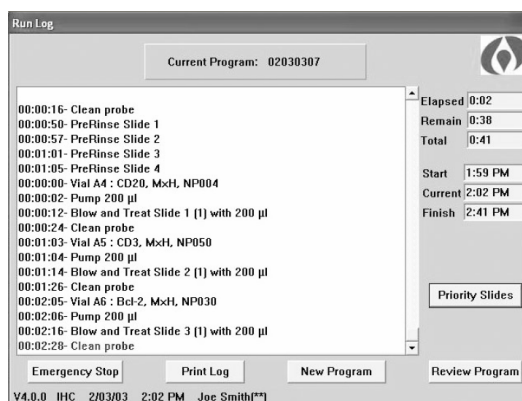 Run Log
Current Program: 02030307
00:00:16- Clean probe
00:00:50- PreRinse Slide 1
00:00:57- PreRinse Slide 2
00:01:01- PreRinse Slide 3
00:01:05- PreRinse Slide 4
00:00:00- Vial A4 : CD20, MxH, NP004
00:00:02- Pump 200 µl
00:00:12- Blow and Treat Slide 1 (1) with 200 µl
00:00:24- Clean probe
00:01:03- Vial A5 : CD3, MxH, NP050
00:01:04- Pump 200 µl
00:01:14- Blow and Treat Slide 2 (1) with 200 µl
00:01:26- Clean probe
00:02:05- Vial A6 : Bcl-2, MxH, NP030
00:02:06- Pump 200 µl
00:02:16- Blow and Treat Slide 3 (1) with 200 µl
00:02:28- Clean probe
Elapsed 0:02
Remain 0:38
Total 0:41
Start 1:59 PM
Current 2:02 PM
Finish 2:41 PM
Priority Slides
Emergency Stop Print Log New Program Review Program
V4.0.0 IHC 2/03/03 2:02 PM Joe Smith(**)